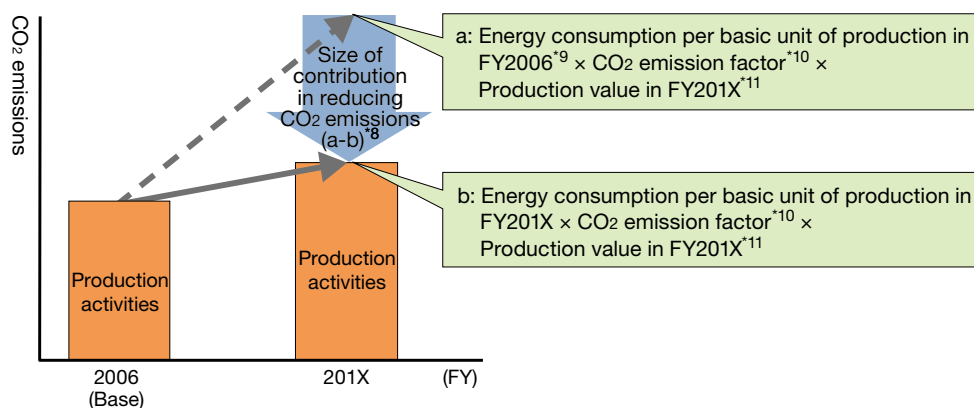 CO2 emissions
Size of
contribution
in reducing
CO2 emissions
(a-b)*8
a: Energy consumption per basic unit of production in
FY2006*9 × CO2 emission factor*10 ×
Production value in FY201X*11
b: Energy consumption per basic unit of production in
FY201X × CO2 emission factor*10 ×
Production value in FY201X*11
Production
activities
Production
activities
2006
(Base)
201X
(FY)